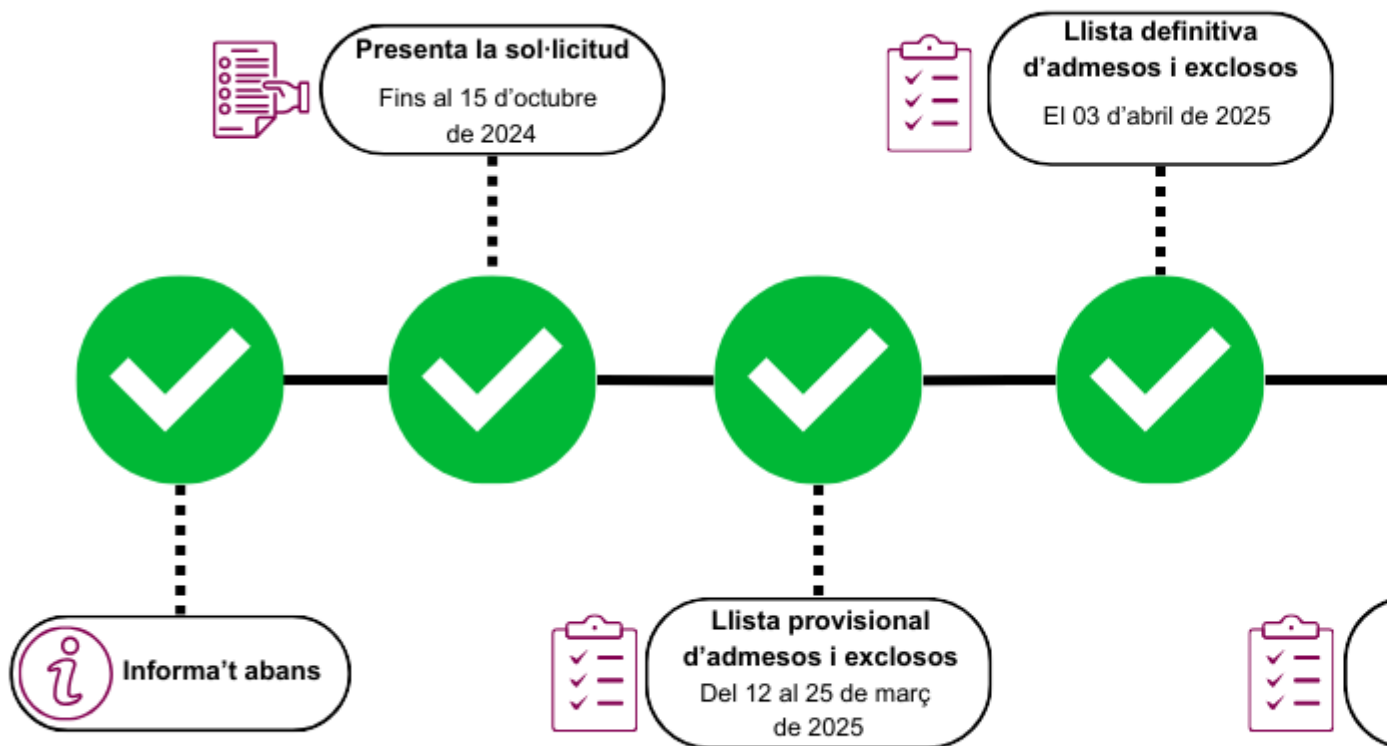 Presenta la sol·licitud
Fins al 15 d’octubre
de 2024
Llista definitiva
d’admesos i exclosos
El 03 d’abril de 2025
Informa’t abans
Llista provisional
d’admesos i exclosos
Del 12 al 25 de març
de 2025